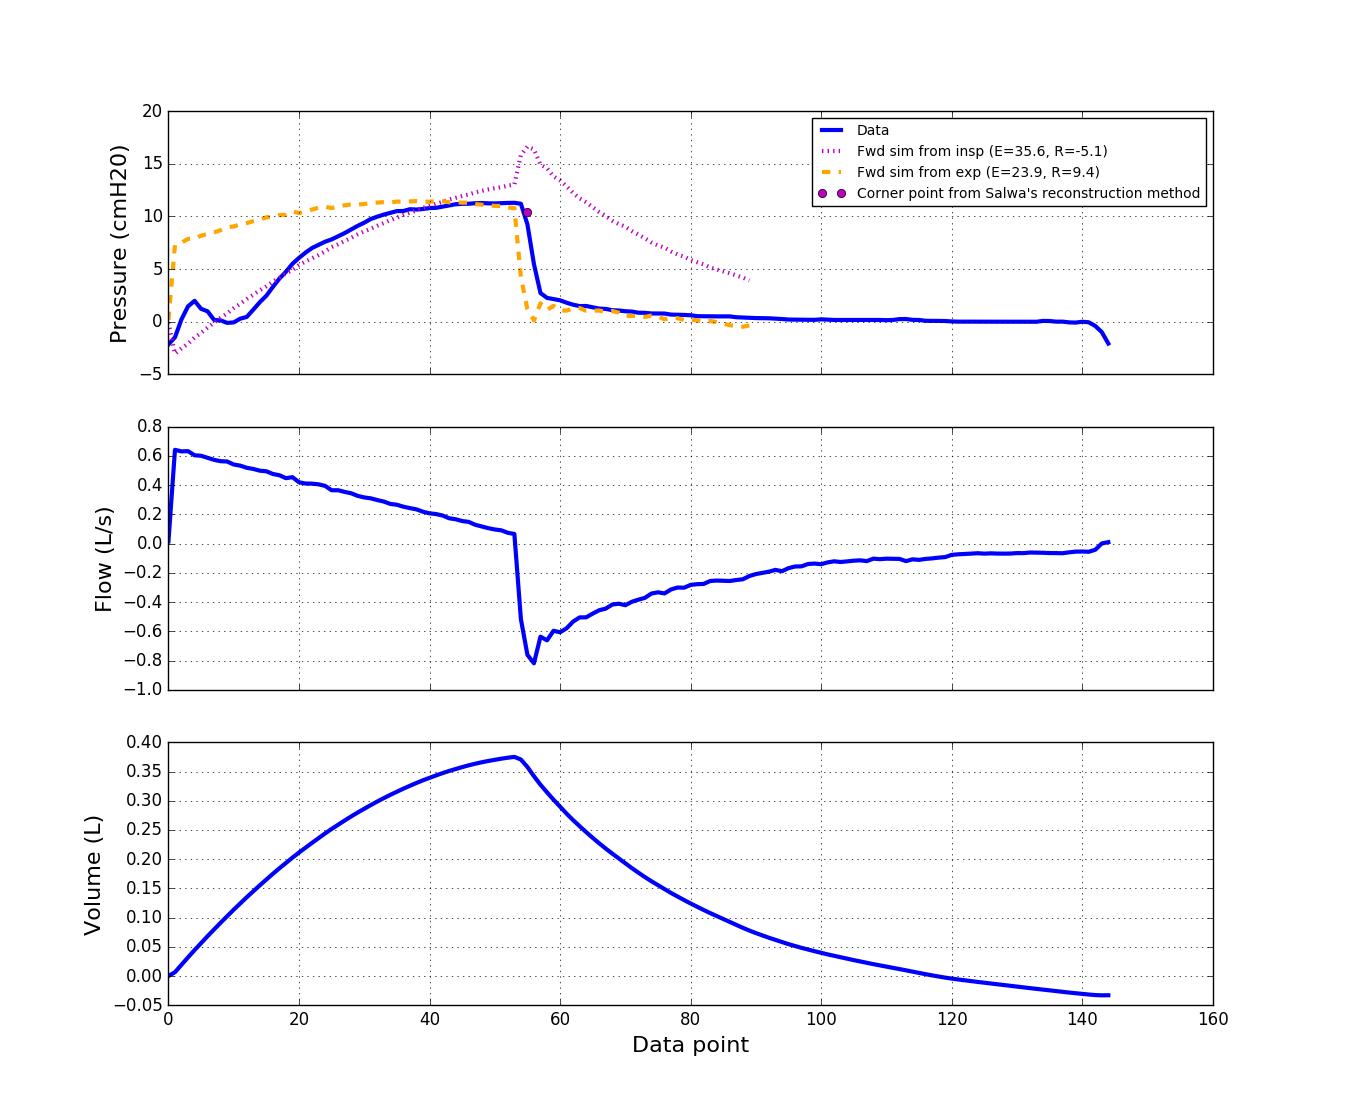 20
15
10
5
0
−5
Pressure (cmH20)
Data
Fwd sim from insp (E=35.6, R=-5.1)
Fwd sim from exp (E=23.9, R=9.4)
Corner point from Salwa's reconstruction method
0.8
0.6
0.4
0.2
0.0
−0.2
−0.4
−0.6
−0.8
−1.0
Flow (L/s)
0.40
0.35
0.30
0.25
0.20
0.15
0.10
0.05
0.00
−0.05
Volume (L)
0 20 40 60 80 100 120 140 160
Data point